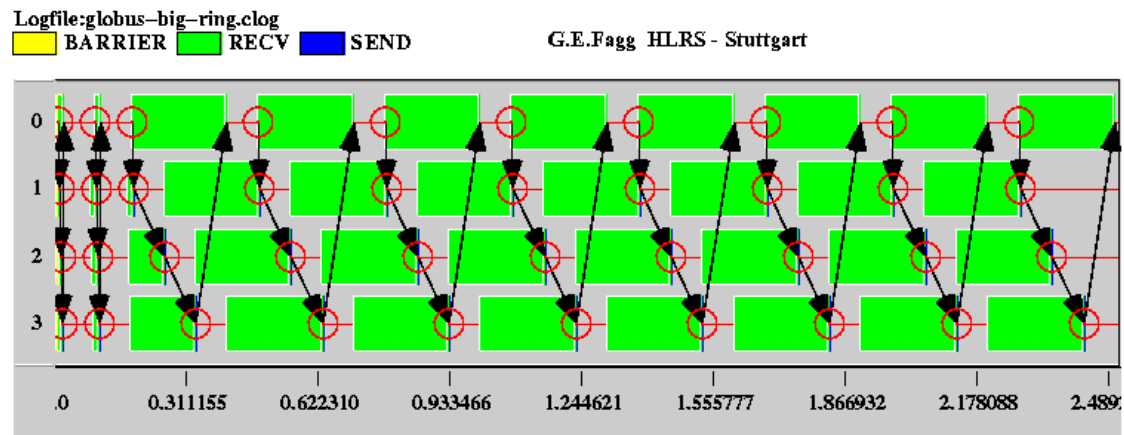 Logfile:globus-big-ring.clog
BARRIER RECV SEND G.E.Fagg HLRS - Stuttgart
0
1
2
3
.0 0.311155 0.622310 0.933466 1.244621 1.555777 1.866932 2.178088